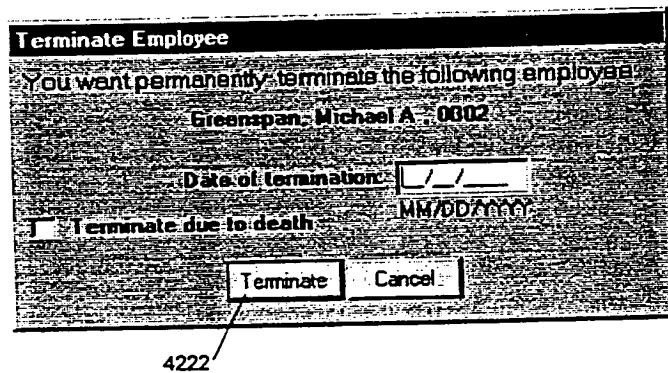 Terminate Employee
You want permanently terminate the following employee:
Greenspan, Michael A , 0002
Date of termination: __/__/____
MM/DD/YYYY
Terminate due to death
Terminate Cancel
4222